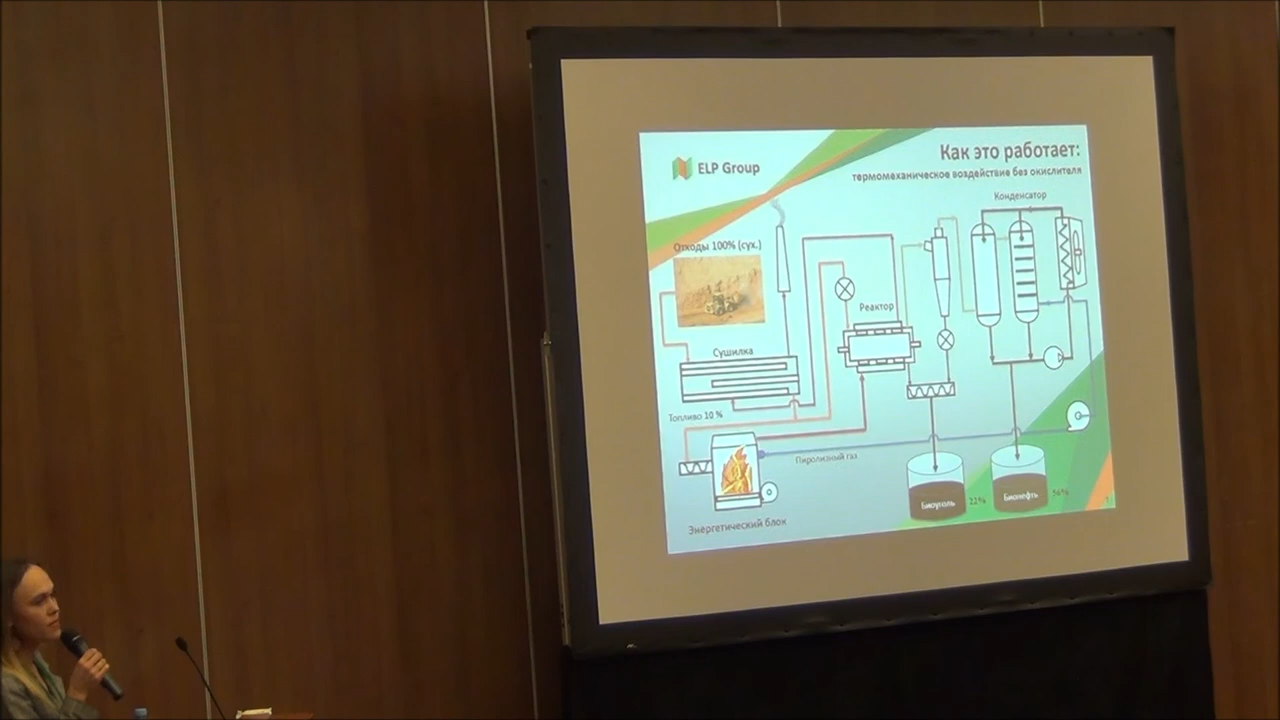 ELP Group
Как это работает:
термомеханическое воздействие без окислителя
Конденсатор
Отходы 100% (сух.)
Реактор
Сушилка
Топливо 10 %
Пиролизный газ
Биоуголь
22%
Бионефть
56%
Энергетический блок